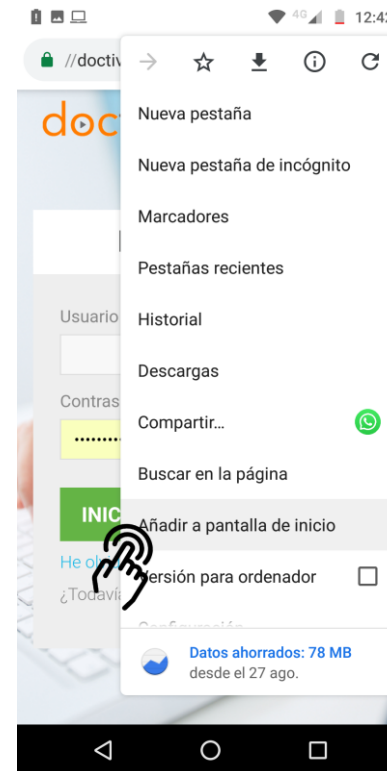 4G 12:42
//doctiv
doc
Nueva pestaña
Nueva pestaña de incógnito
Marcadores
Pestañas recientes
Usuario
Historial
Descargas
Contras
Compartir...
Buscar en la página
INIC
Añadir a pantalla de inicio
He ol
Versión para ordenador
¿Todavía
Configuración
Datos ahorrados: 78 MB
desde el 27 ago.